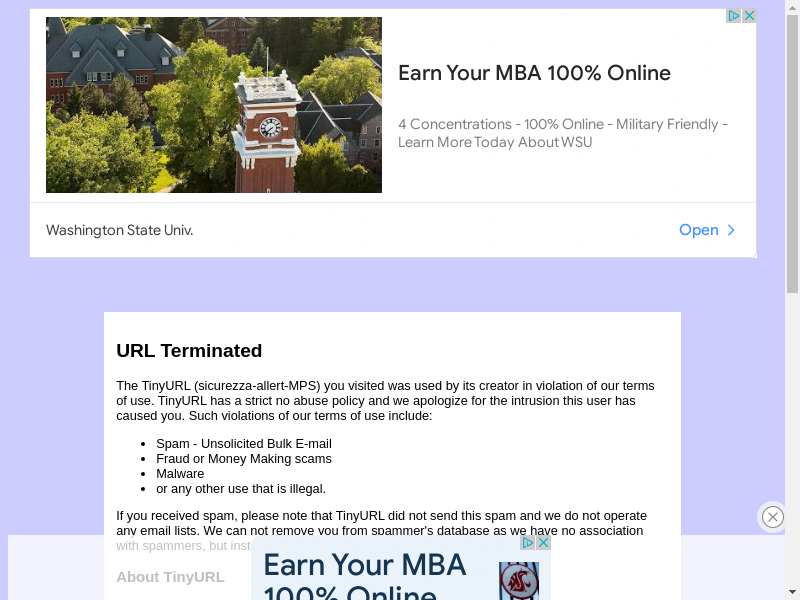 Earn Your MBA 100% Online
4 Concentrations - 100% Online - Military Friendly -
Learn More Today About WSU
Washington State Univ.
Open
URL Terminated
The TinyURL (sicurezza-allert-MPS) you visited was used by its creator in violation of our terms
of use. TinyURL has a strict no abuse policy and we apologize for the intrusion this user has
caused you. Such violations of our terms of use include:
• Spam - Unsolicited Bulk E-mail
• Fraud or Money Making scams
• Malware
• or any other use that is illegal.
If you received spam, please note that TinyURL did not send this spam and we do not operate
any email lists. We can not remove you from spammer's database as we have no association
with spammers, but inst
About TinyURL
Earn Your MBA
100% Online